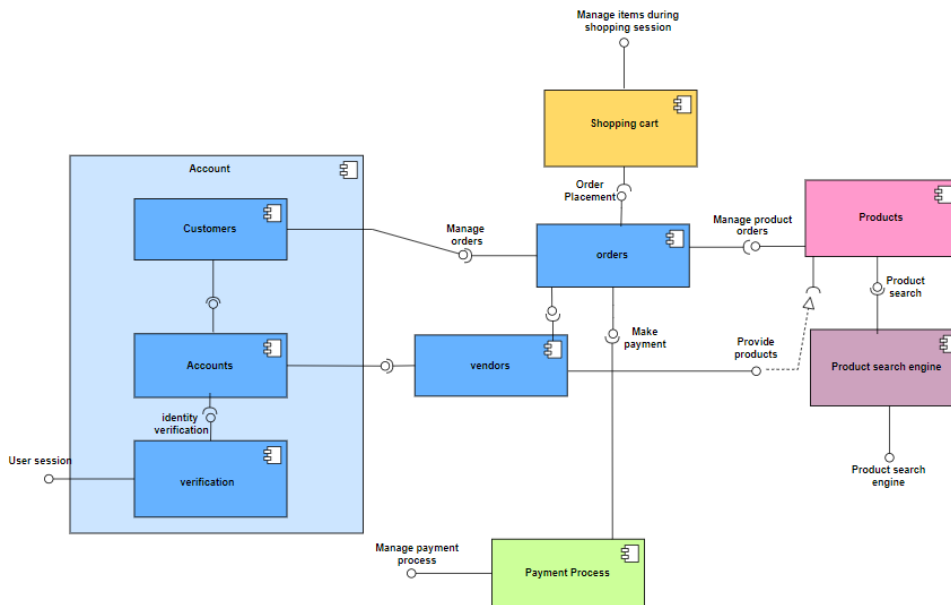 Manage items during
shopping session
Shopping cart
Account
Order
Placement
Customers
Manage
orders
orders
Manage product
orders
Products
Product
search
Accounts
vendors
Make
payment
Provide
products
Product search engine
identity
verification
User session
verification
Product search
engine
Manage payment
process
Payment Process